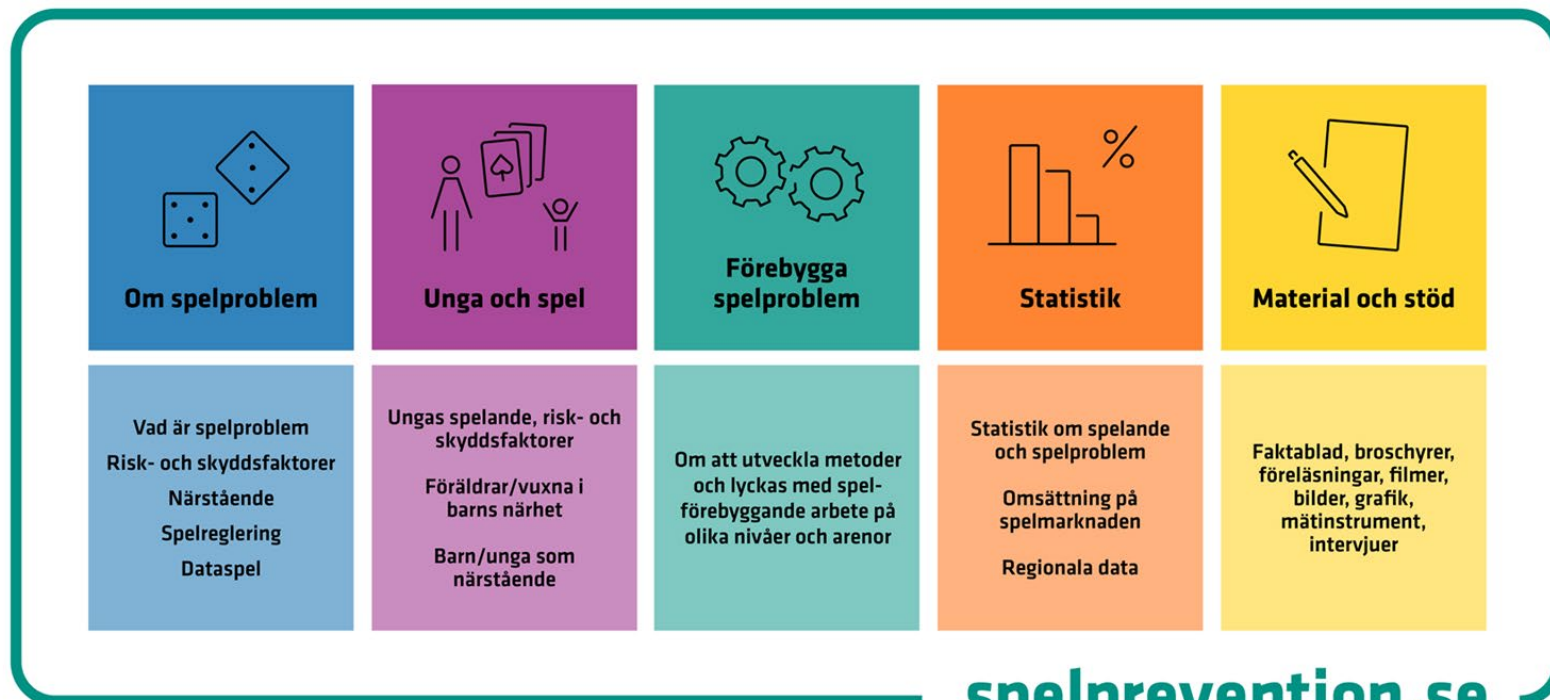 Om spelproblem
Unga och spel
Förebygga
spelproblem
Statistik
Material och stöd
Vad är spelproblem
Risk- och skyddsfaktorer
Närstående
Spelreglering
Dataspel
Ungas spelande, risk- och
skyddsfaktorer
Föräldrar/vuxna i
barns närhet
Barn/unga som
närstående
Om att utveckla metoder
och lyckas med spel-
förebyggande arbete på
olika nivåer och arenor
Statistik om spelande
och spelproblem
Omsättning på
spelmarknaden
Regionala data
Faktablad, broschyrer,
föreläsningar, filmer,
bilder, grafik,
mätinstrument,
intervjuer
%
spelprevention.se